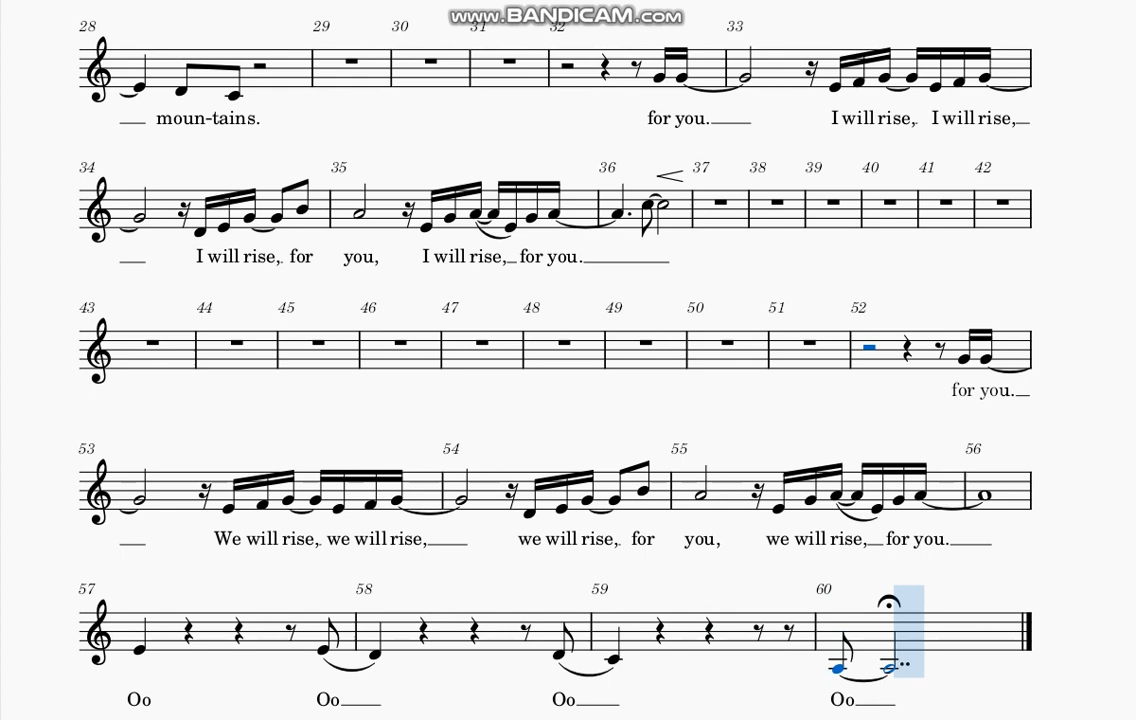 www.BANDICAM.com
28 29 30 31 32 33
moun-tains. for you. I will rise, I will rise,
34 35 36 37 38 39 40 41 42
I will rise, for you, I will rise, for you.
43 44 45 46 47 48 49 50 51 52
for you.
53 54 55 56
We will rise, we will rise, we will rise, for you, we will rise, for you.
57 58 59 60
Oo Oo Oo Oo